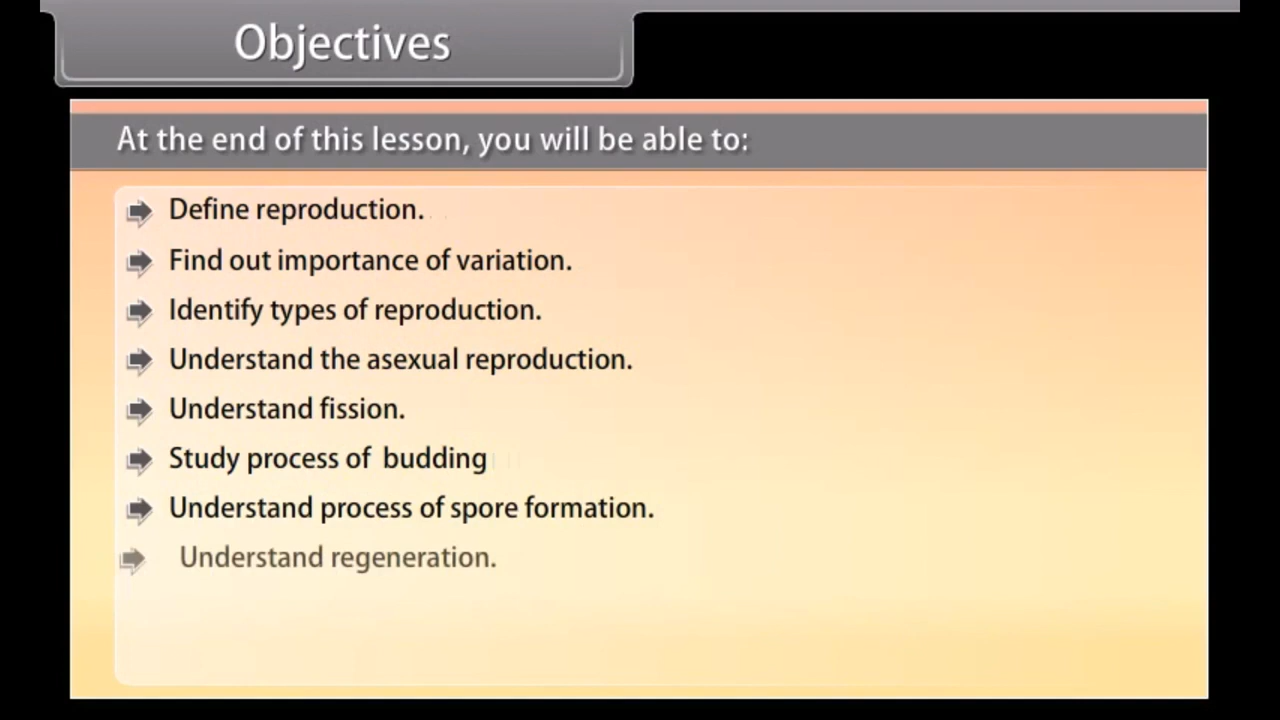 Objectives
At the end of this lesson, you will be able to:
Define reproduction.
Find out importance of variation.
Identify types of reproduction.
Understand the asexual reproduction.
Understand fission.
Study process of budding
Understand process of spore formation.
Understand regeneration.